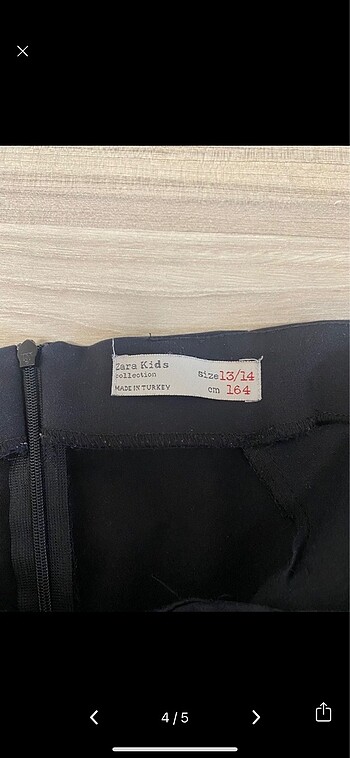 Zara Kids
collection
MADE IN TURKEY
size 13/14
cm 164
4/5